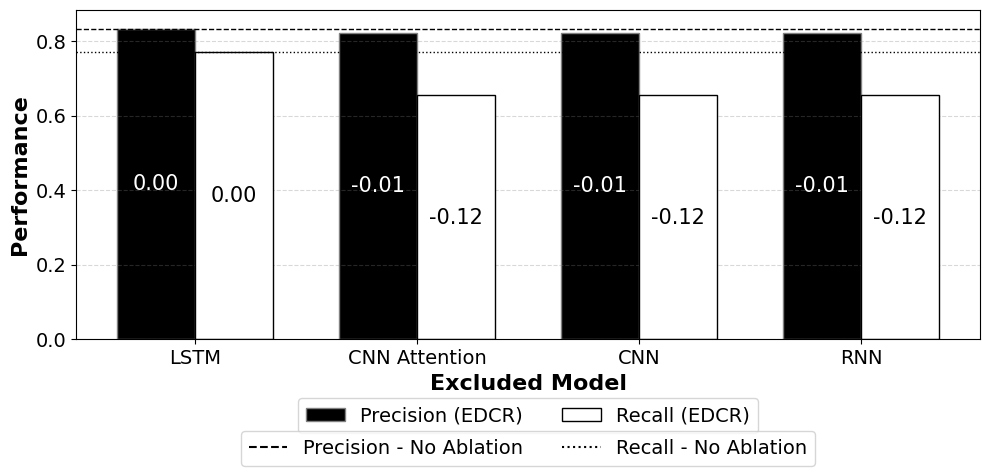 Performance
0.8
0.6
0.4
0.2
0.0
0.00
0.00
-0.01
-0.12
-0.01
-0.12
-0.01
-0.12
LSTM
CNN Attention
CNN
RNN
Excluded Model
Precision (EDCR)
Recall (EDCR)
Precision - No Ablation
Recall - No Ablation